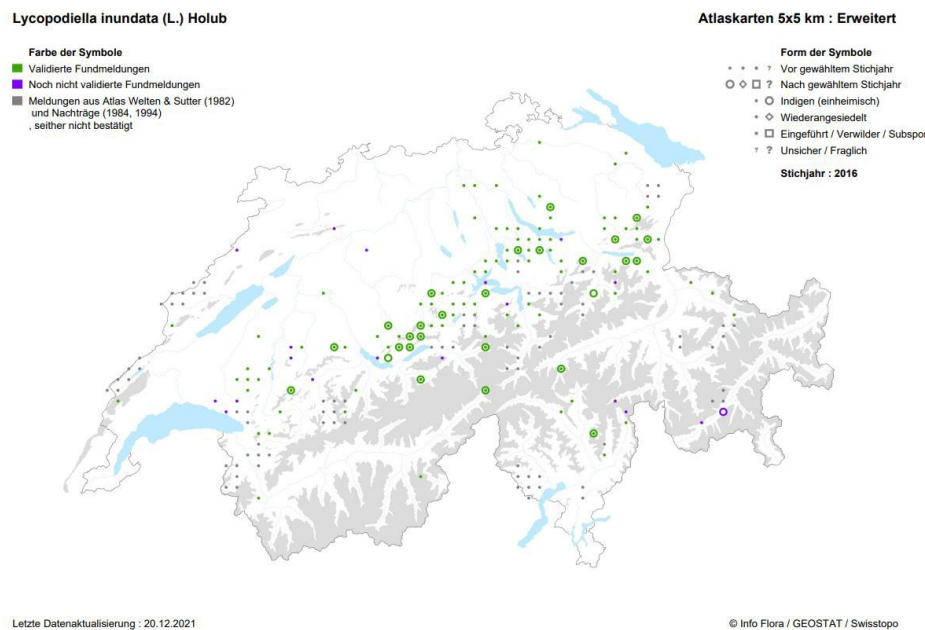 Lycopodiella inundata (L.) Holub
Atlaskarten 5x5 km : Erweitert
Farbe der Symbole
Validierte Fundmeldungen
Noch nicht validierte Fundmeldungen
Meldungen aus Atlas Welten & Sutter (1982)
und Nachträge (1984, 1994)
, seither nicht bestätigt
Form der Symbole
? Vor gewähltem Stichjahr
? Nach gewähltem Stichjahr
Indigen (einheimisch)
Wiederangesiedelt
Eingeführt / Verwilder / Subspon
? ? Unsicher / Fraglich
Stichjahr : 2016
Letzte Datenaktualisierung : 20.12.2021
© Info Flora / GEOSTAT / Swisstopo